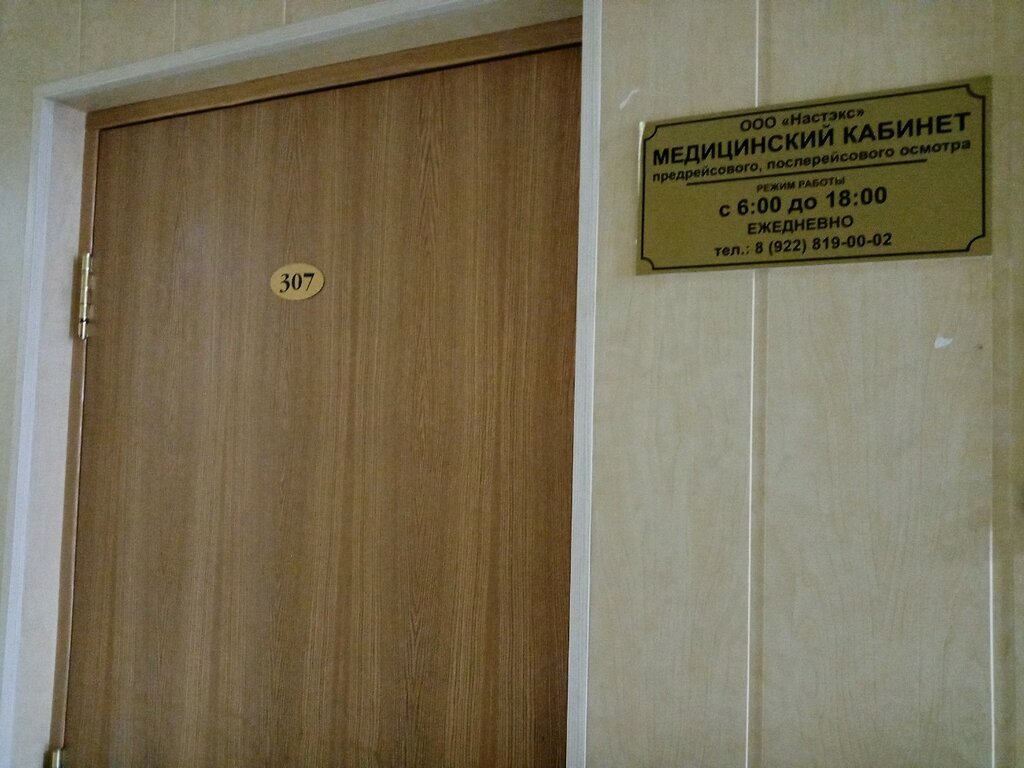 307
ООО «Настэкс»
МЕДИЦИНСКИЙ КАБИНЕТ
предрейсового, послерейсового осмотра
РЕЖИМ РАБОТЫ
с 6:00 до 18:00
ЕЖЕДНЕВНО
тел.: 8 (922) 819-00-02